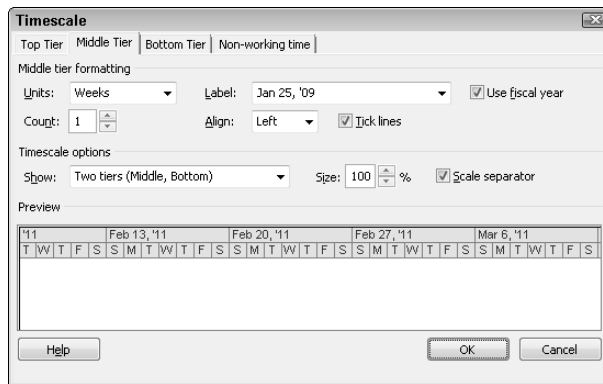 Timescale
Top Tier Middle Tier Bottom Tier Non-working time
Middle tier formatting
Units: Weeks Label: Jan 25, '09 Use fiscal year
Count: 1 Align: Left Tick lines
Timescale options
Show: Two tiers (Middle, Bottom) Size: 100 % Scale separator
Preview
'11 Feb 13, '11 Feb 20, '11 Feb 27, '11 Mar 6, '11
T W T F S S M T W T F S S M T W T F S S M T W T F S S M T W T F S
Help OK Cancel